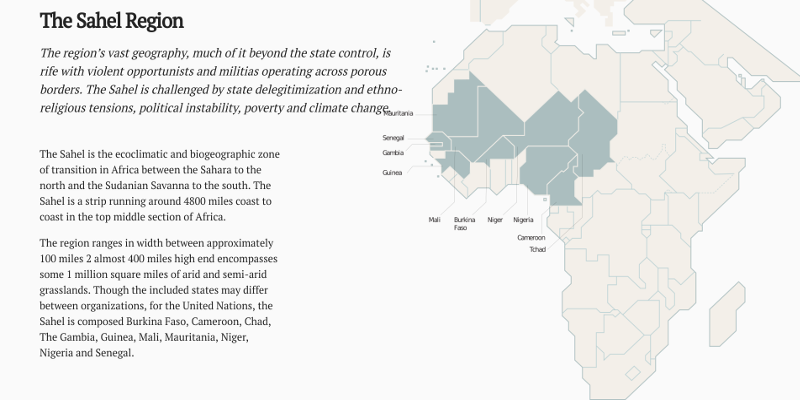 The Sahel Region
The region's vast geography, much of it beyond the state control, is
rife with violent opportunists and militias operating across porous
borders. The Sahel is challenged by state delegitimization and ethno-
religious tensions, political instability, poverty and climate change.
The Sahel is the ecoclimatic and biogeographic zone
of transition in Africa between the Sahara to the
north and the Sudanian Savanna to the south. The
Sahel is a strip running around 4800 miles coast to
coast in the top middle section of Africa.
The region ranges in width between approximately
100 miles 2 almost 400 miles high end encompasses
some 1 million square miles of arid and semi-arid
grasslands. Though the included states may differ
between organizations, for the United Nations, the
Sahel is composed Burkina Faso, Cameroon, Chad,
The Gambia, Guinea, Mali, Mauritania, Niger,
Nigeria and Senegal.
Mauritania
Senegal
Gambia
Guinea
Mali
Burkina
Faso
Niger
Nigeria
Cameroon
Tchad